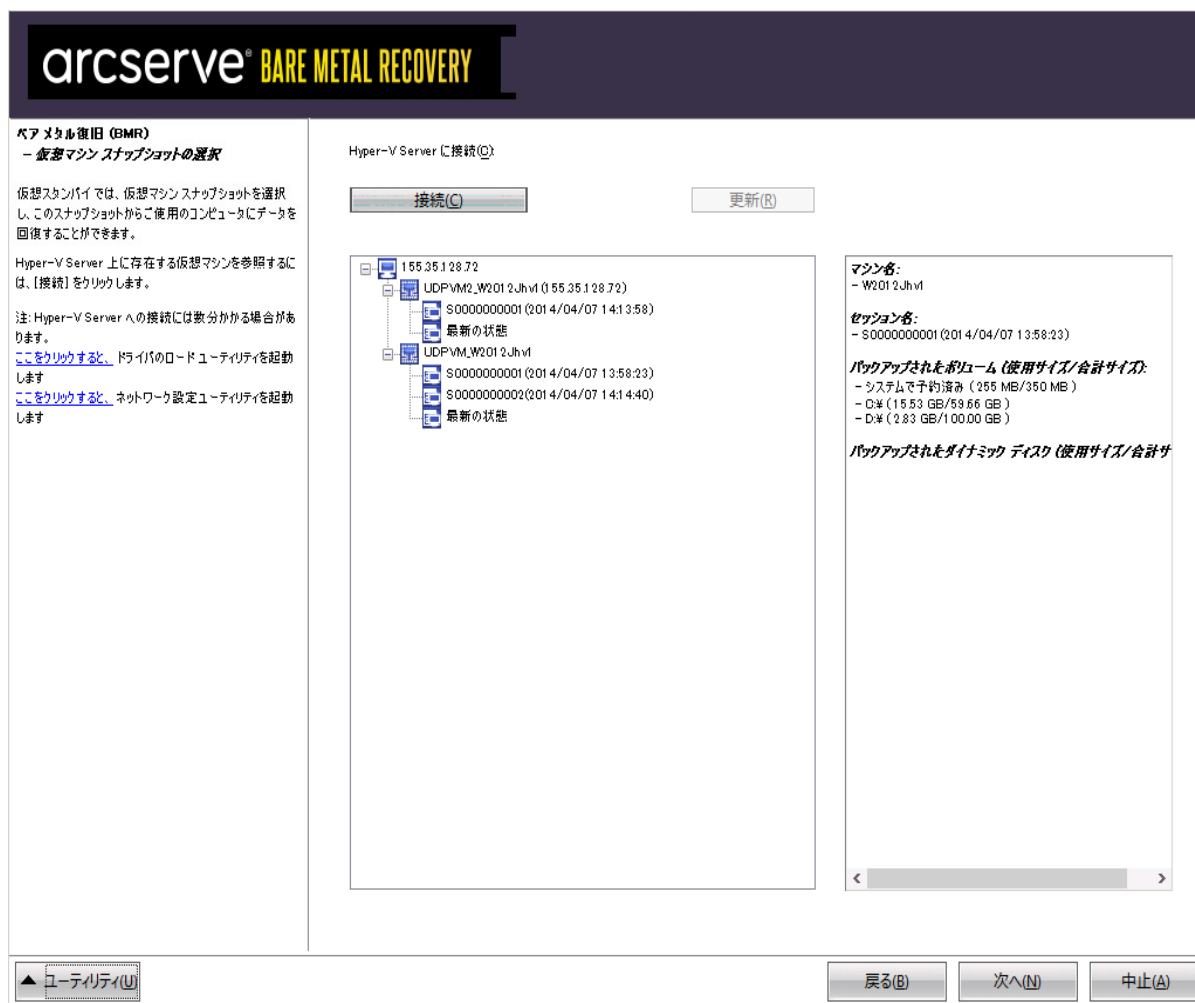 arcserve® BARE METAL RECOVERY
ベア メタル復旧 (BMR)
- 仮想マシン スナップショットの選択
仮想スタンバイ では、仮想マシン スナップショットを選択
し、このスナップショットからご使用のコンピュータにデータを
回復することができます。
Hyper-V Server 上に存在する仮想マシンを参照するに
は、[接続] をクリックします。
注: Hyper-V Server への接続には数分かかる場合があ
ります。
ここをクリックすると、 ドライバのロード ユーティリティを起動
します
ここをクリックすると、 ネットワーク設定ユーティリティを起動
します
Hyper-V Server に接続(C):
接続(C)
更新(R)
155.35.128.72
UDPVM2_W2012Jhvl (155.35.128.72)
S0000000001(2014/04/07 14:13:58)
最新の状態
UDPVM_W2012Jhvl
S0000000001(2014/04/07 13:58:23)
S0000000002(2014/04/07 14:14:40)
最新の状態
マシン名:
- W2012Jhvl
セッション名:
- S0000000001(2014/04/07 13:58:23)
バックアップされたボリューム (使用サイズ/合計サイズ):
- システムで予約済み ( 255 MB/350 MB )
- C:¥ ( 15.53 GB/59.66 GB )
- D:¥ ( 2.83 GB/100.00 GB )
バックアップされたダイナミック ディスク (使用サイズ/合計サ
ユーティリティ(U)
戻る(B)
次へ(N)
中止(A)